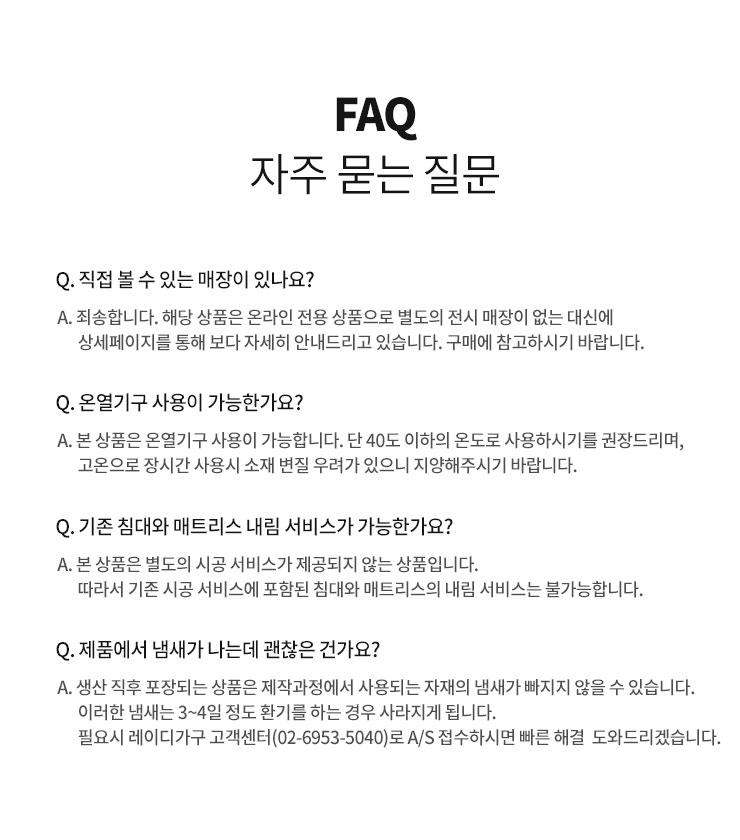 FAQ
자주 묻는 질문
Q. 직접 볼 수 있는 매장이 있나요?
A. 죄송합니다. 해당 상품은 온라인 전용 상품으로 별도의 전시 매장이 없는 대신에
상세페이지를 통해 보다 자세히 안내드리고 있습니다. 구매에 참고하시기 바랍니다.
Q. 온열기구 사용이 가능한가요?
A. 본 상품은 온열기구 사용이 가능합니다. 단 40도 이하의 온도로 사용하시기를 권장드리며,
고온으로 장시간 사용시 소재 변질 우려가 있으니 지양해주시기 바랍니다.
Q. 기존 침대와 매트리스 내림 서비스가 가능한가요?
A. 본 상품은 별도의 시공 서비스가 제공되지 않는 상품입니다.
따라서 기존 시공 서비스에 포함된 침대와 매트리스의 내림 서비스는 불가능합니다.
Q. 제품에서 냄새가 나는데 괜찮은 건가요?
A. 생산 직후 포장되는 상품은 제작과정에서 사용되는 자재의 냄새가 빠지지 않을 수 있습니다.
이러한 냄새는 3~4일 정도 환기를 하는 경우 사라지게 됩니다.
필요시 레이디가구 고객센터(02-6953-5040)로 A/S 접수하시면 빠른 해결 도와드리겠습니다.